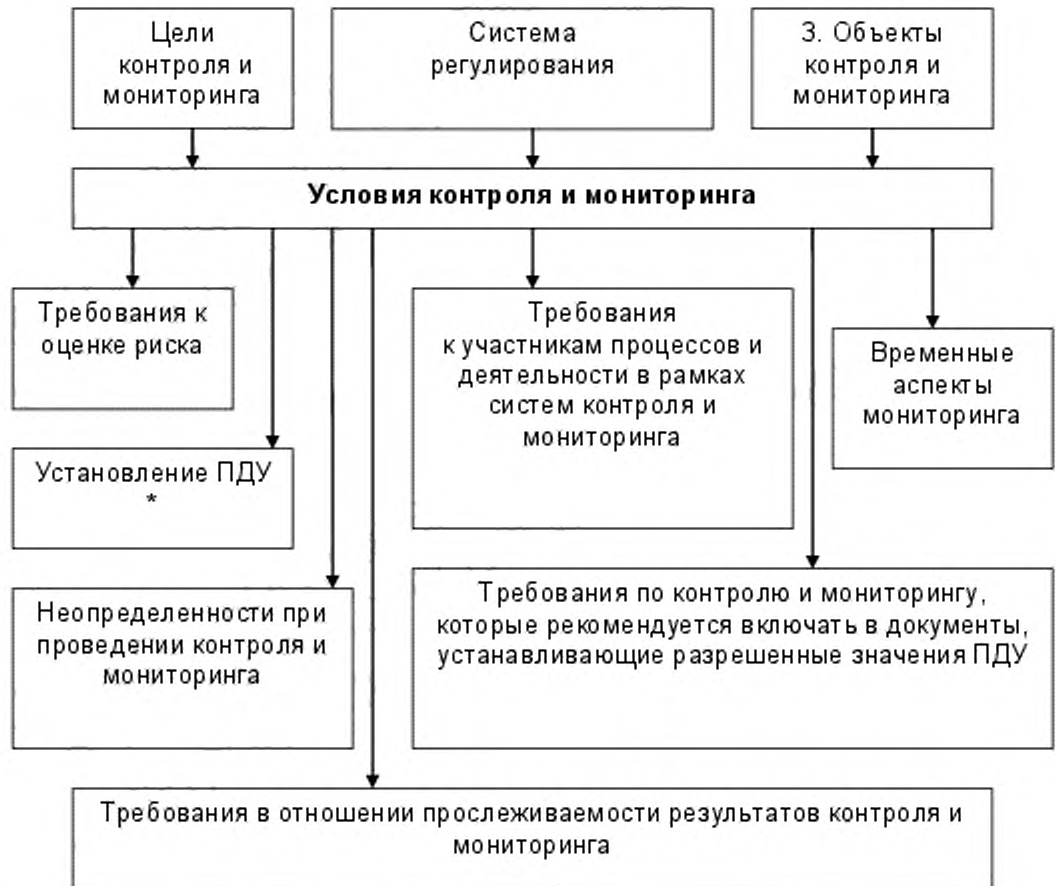 Цели
контроля и
мониторинга
Система
регулирования
3. Объекты
контроля и
мониторинга
Условия контроля и мониторинга
Требования к
оценке риска
Требования
к участникам процессов и
деятельности в рамках
систем контроля и
мониторинга
Временные
аспекты
мониторинга
Установление ПДУ
*
Неопределенности при
проведении контроля и
мониторинга
Требования по контролю и мониторингу,
которые рекомендуется включать в документы,
устанавливающие разрешенные значения ПДУ
Требования в отношении прослеживаемости результатов контроля и
мониторинга